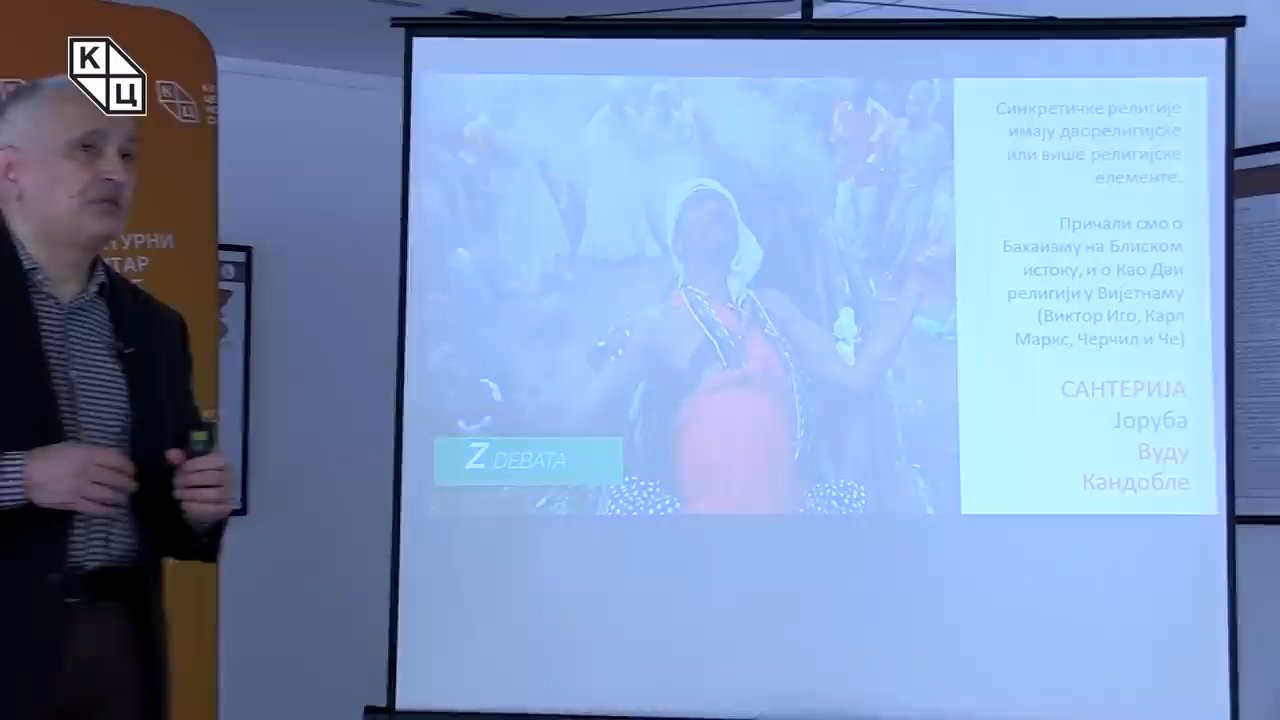 К
Ц
ТУРНИ
ТАР
Синкретичке религије
имају дворелигијске
или више религијске
елементе.
Причали смо о
Бахаизму на Блиском
истоку, и о Као Даи
религији у Вијетнаму
(Виктор Иго, Карл
Маркс, Черчил и Че)
САНТЕРИЈА
Јоруба
Вуду
Кандобле
Z DEBATA